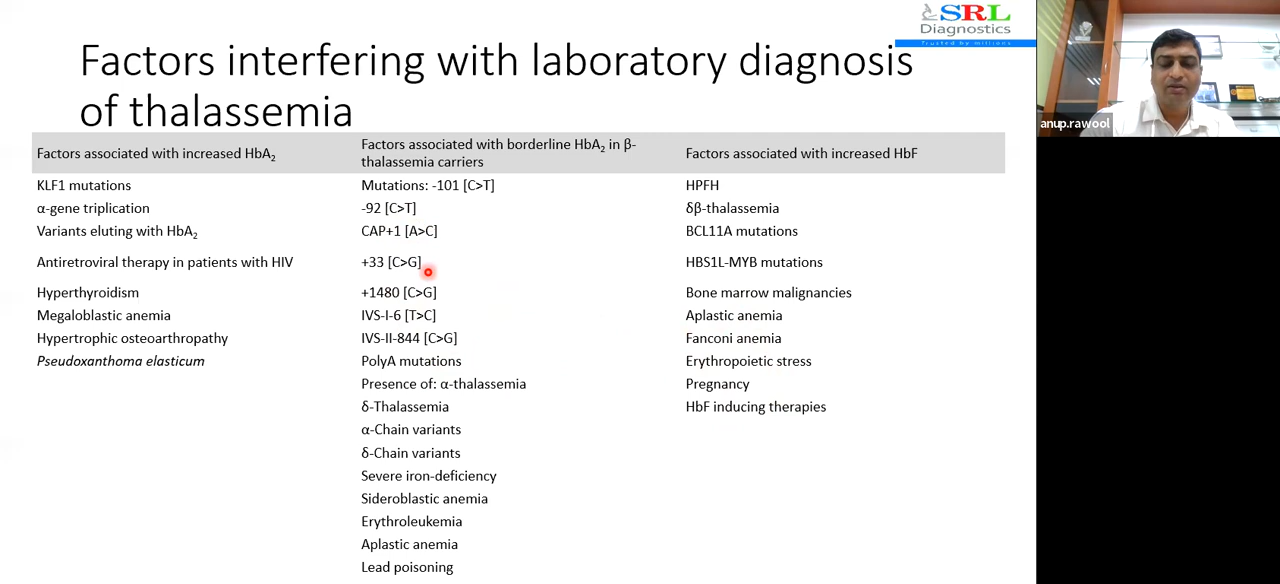 SRL
Diagnostics
Trusted by millions
Factors interfering with laboratory diagnosis
of thalassemia
anup.rawool
Factors associated with increased HbA₂
Factors associated with borderline HbA₂ in β-
thalassemia carriers
Factors associated with increased HbF
KLF1 mutations
Mutations: -101 [C>T]
HPFH
α-gene triplication
-92 [C>T]
δβ-thalassemia
Variants eluting with HbA₂
CAP+1 [A>C]
BCL11A mutations
Antiretroviral therapy in patients with HIV
+33 [C>G]
HBS1L-MYB mutations
Hyperthyroidism
+1480 [C>G]
Bone marrow malignancies
Megaloblastic anemia
IVS-I-6 [T>C]
Aplastic anemia
Hypertrophic osteoarthropathy
IVS-II-844 [C>G]
Fanconi anemia
Pseudoxanthoma elasticum
PolyA mutations
Erythropoietic stress
Presence of: α-thalassemia
Pregnancy
δ-Thalassemia
HbF inducing therapies
α-Chain variants
δ-Chain variants
Severe iron-deficiency
Sideroblastic anemia
Erythroleukemia
Aplastic anemia
Lead poisoning